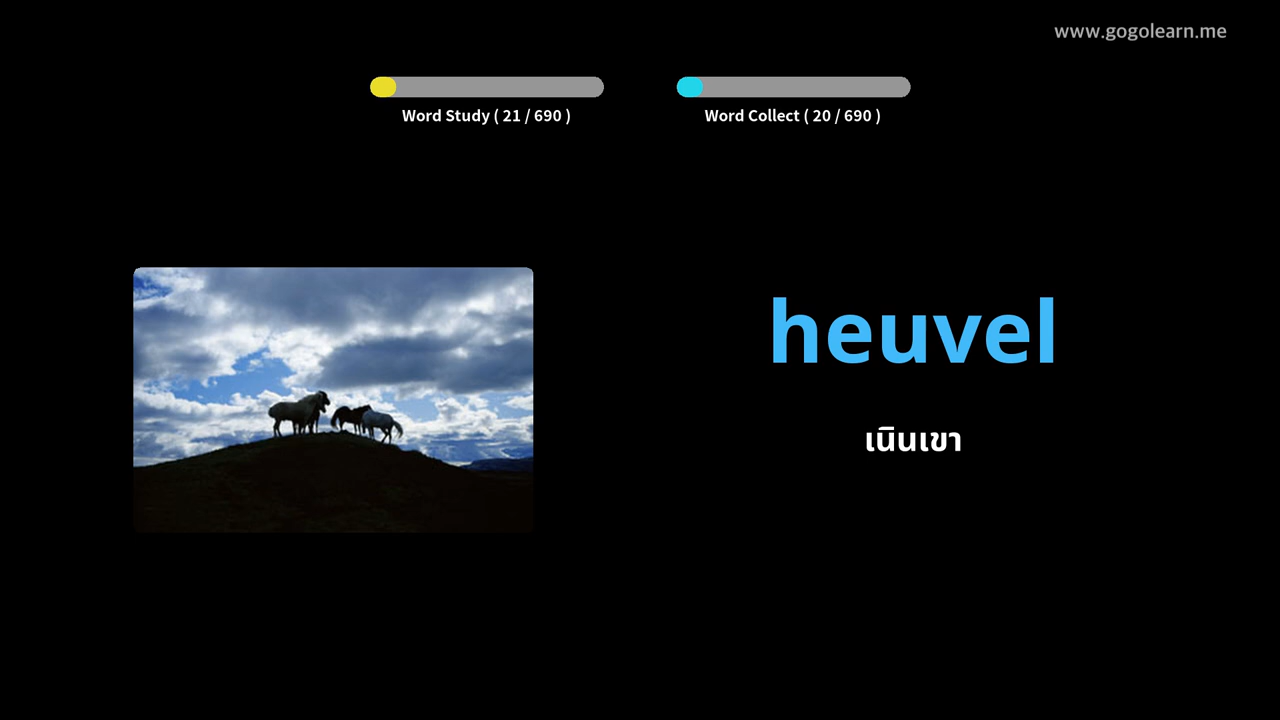 www.gogolearn.me
Word Study ( 21 / 690 )
Word Collect ( 20 / 690 )
heuvel
เนินเขา